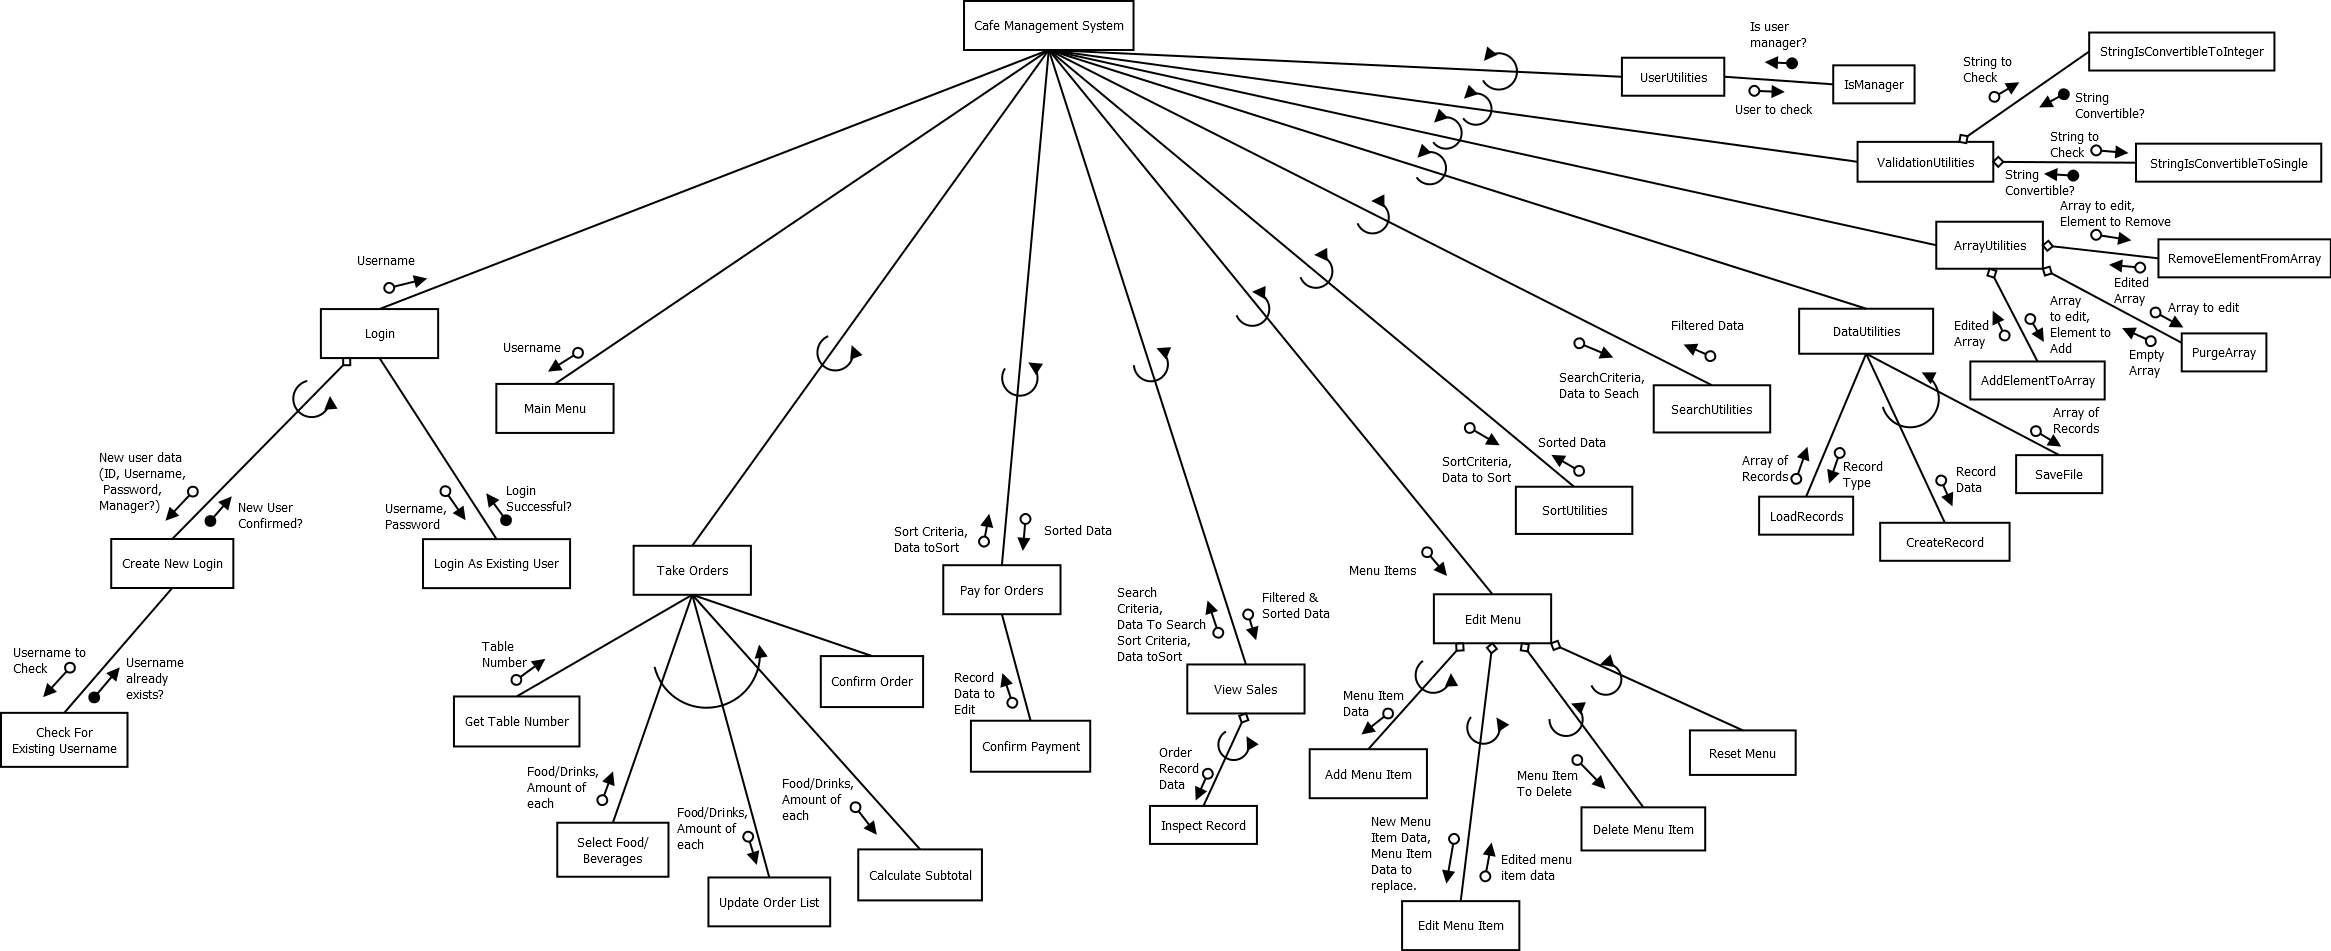 Cafe Management System
Is user
manager?
UserUtilities
IsManager
User to check
String to
Check
StringIsConvertibleToInteger
String
Convertible?
ValidationUtilities
String to
Check
StringIsConvertibleToSingle
String
Convertible?
Array to edit,
Element to Remove
ArrayUtilities
RemoveElementFromArray
Edited
Array
Array to edit
Array
to edit,
Element to
Add
Edited
Array
Empty
Array
PurgeArray
AddElementToArray
Username
Login
Username
Main Menu
DataUtilities
Filtered Data
SearchCriteria,
Data to Seach
SearchUtilities
Array of
Records
SaveFile
Array of
Records
Record
Type
Record
Data
LoadRecords
CreateRecord
SortCriteria,
Data to Sort
Sorted Data
SortUtilities
New user data
(ID, Username,
Password,
Manager?)
New User
Confirmed?
Username,
Password
Login
Successful?
Create New Login
Login As Existing User
Username to
Check
Username
already
exists?
Check For
Existing Username
Take Orders
Table
Number
Get Table Number
Confirm Order
Food/Drinks,
Amount of
each
Food/Drinks,
Amount of
each
Food/Drinks,
Amount of
each
Select Food/
Beverages
Update Order List
Calculate Subtotal
Sort Criteria,
Data toSort
Sorted Data
Pay for Orders
Record
Data to
Edit
Confirm Payment
Search
Criteria,
Data To Search
Sort Criteria,
Data toSort
Filtered &
Sorted Data
View Sales
Order
Record
Data
Inspect Record
Menu Items
Edit Menu
Menu Item
Data
Add Menu Item
Reset Menu
Menu Item
To Delete
Delete Menu Item
New Menu
Item Data,
Menu Item
Data to
replace.
Edited menu
item data
Edit Menu Item